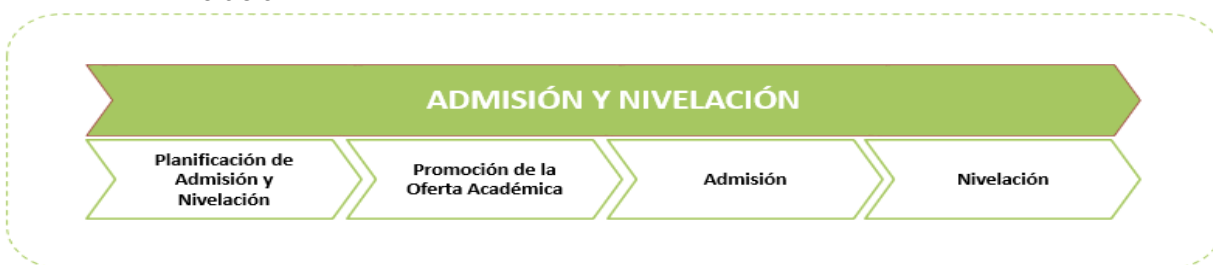 ADMISIÓN Y NIVELACIÓN
Planificación de
Admisión y
Nivelación
Promoción de la
Oferta Académica
Admisión
Nivelación